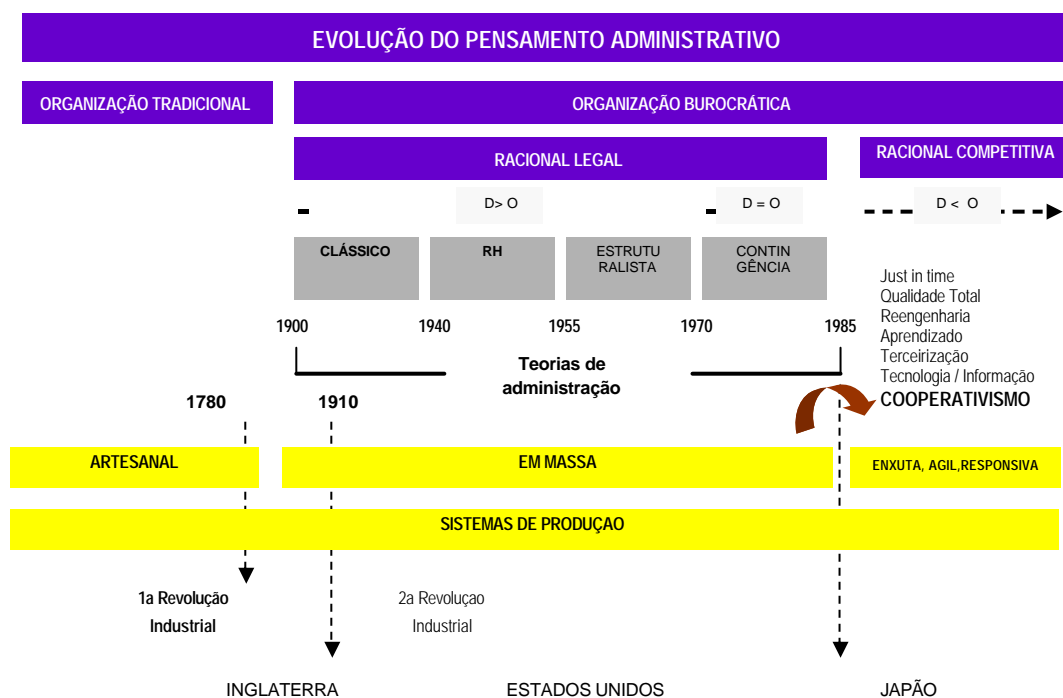 EVOLUÇÃO DO PENSAMENTO ADMINISTRATIVO
ORGANIZAÇÃO TRADICIONAL
ORGANIZAÇÃO BUROCRÁTICA
RACIONAL LEGAL
RACIONAL COMPETITIVA
D> O
D = O
D < O
CLÁSSICO
RH
ESTRUTU
RALISTA
CONTIN
GÊNCIA
Just in time
Qualidade Total
Reengenharia
Aprendizado
Terceirização
Tecnologia / Informação
COOPERATIVISMO
1900
1940
1955
1970
1985
Teorias de
administração
1780
1910
ARTESANAL
EM MASSA
ENXUTA, AGIL,RESPONSIVA
SISTEMAS DE PRODUÇAO
1a Revolução
Industrial
2a Revoluçao
Industrial
INGLATERRA
ESTADOS UNIDOS
JAPÃO